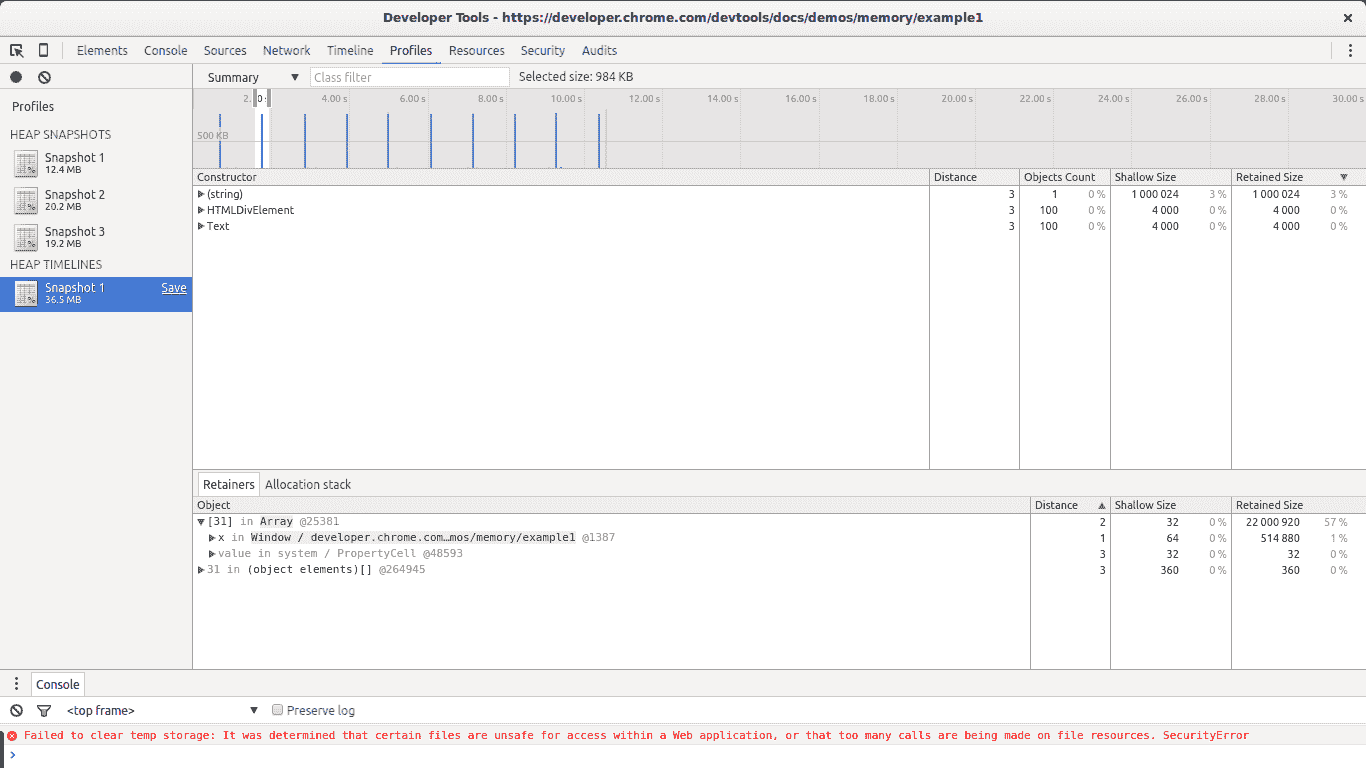 Developer Tools - https://developer.chrome.com/devtools/docs/demos/memory/example1
Elements Console Sources Network Timeline Profiles Resources Security Audits
Summary Class filter Selected size: 984 KB
Profiles
HEAP SNAPSHOTS
Snapshot 1
12.4 MB
Snapshot 2
20.2 MB
Snapshot 3
19.2 MB
HEAP TIMELINES
Snapshot 1 Save
36.5 MB
4.00 s 6.00 s 8.00 s 10.00 s 12.00 s 14.00 s 16.00 s 18.00 s 20.00 s 22.00 s 24.00 s 26.00 s 28.00 s 30.00 s
500 KB
Constructor Distance Objects Count Shallow Size Retained Size
(string) 3 1 0 % 1 000 024 3 % 1 000 024 3 %
HTMLDivElement 3 100 0 % 4 000 0 % 4 000 0 %
Text 3 100 0 % 4 000 0 % 4 000 0 %
Retainers Allocation stack
Object Distance Shallow Size Retained Size
[31] in Array @25381 2 32 0 % 22 000 920 57 %
x in Window / developer.chrome.com…mos/memory/example1 @1387 1 64 0 % 514 880 1 %
value in system / PropertyCell @48593 3 32 0 % 32 0 %
31 in (object elements)[] @264945 3 360 0 % 360 0 %
Console
<top frame> Preserve log
Failed to clear temp storage: It was determined that certain files are unsafe for access within a Web application, or that too many calls are being made on file resources. SecurityError